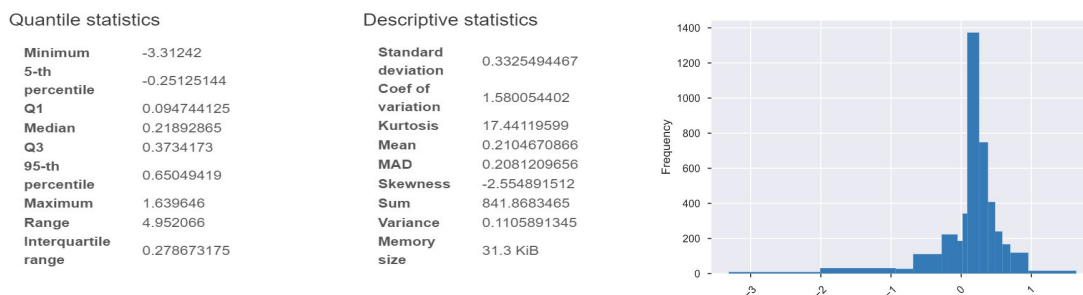 Quantile statistics
Minimum -3.31242
5-th
percentile -0.25125144
Q1 0.094744125
Median 0.21892865
Q3 0.3734173
95-th
percentile 0.65049419
Maximum 1.639646
Range 4.952066
Interquartile
range 0.278673175
Descriptive statistics
Standard
deviation 0.3325494467
Coef of
variation 1.580054402
Kurtosis 17.44119599
Mean 0.2104670866
MAD 0.2081209656
Skewness -2.554891512
Sum 841.8683465
Variance 0.1105891345
Memory
size 31.3 KiB
Frequency
1400
1200
1000
800
600
400
200
0
-3 -2 -1 0 1